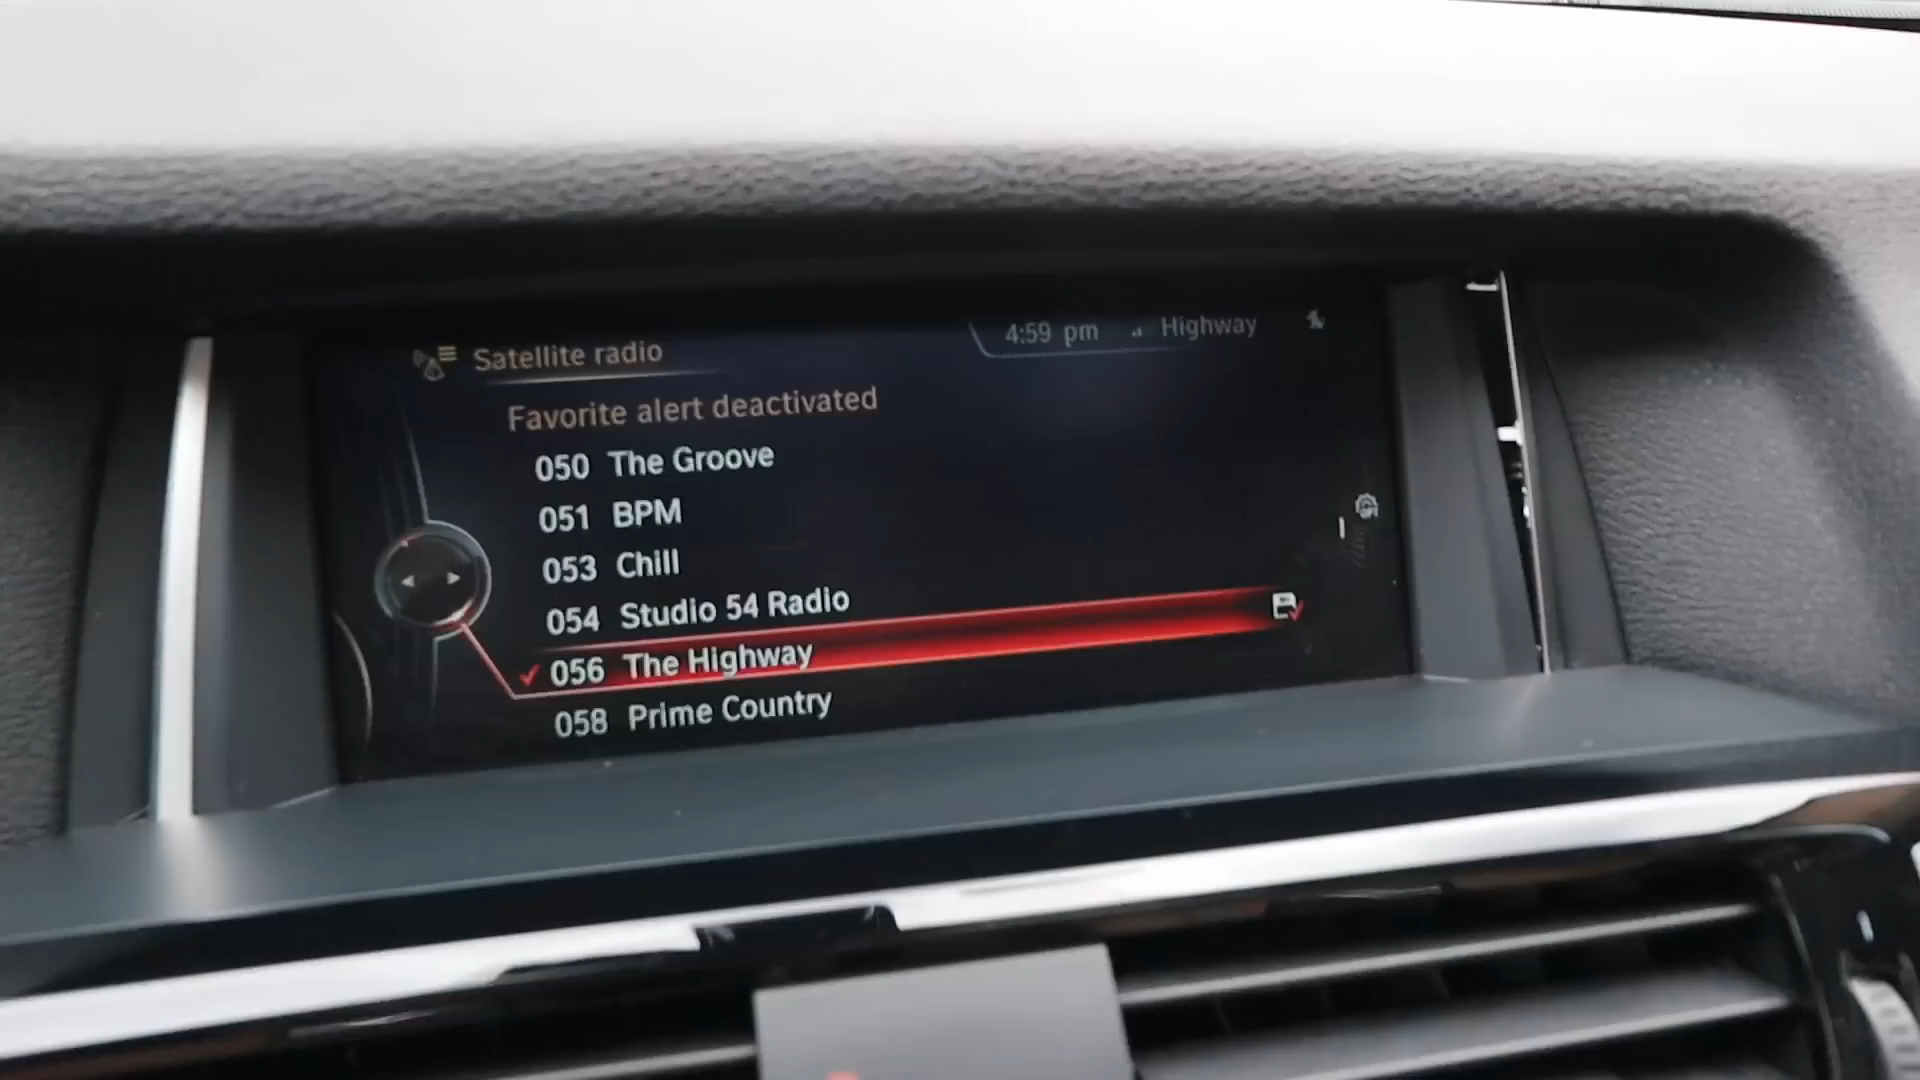 Satellite radio
4:59 pm Highway
Favorite alert deactivated
050 The Groove
051 BPM
053 Chill
054 Studio 54 Radio
056 The Highway
058 Prime Country